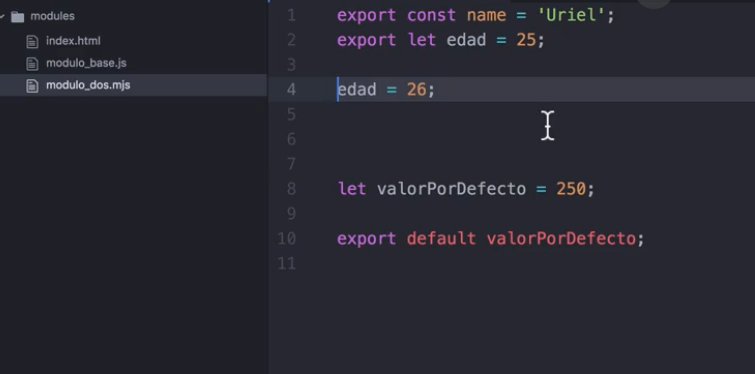 modules
index.html
modulo_base.js
modulo_dos.mjs
1 export const name = 'Uriel';
2 export let edad = 25;
3
4 edad = 26;
5
6
7
8 let valorPorDefecto = 250;
9
10 export default valorPorDefecto;
11